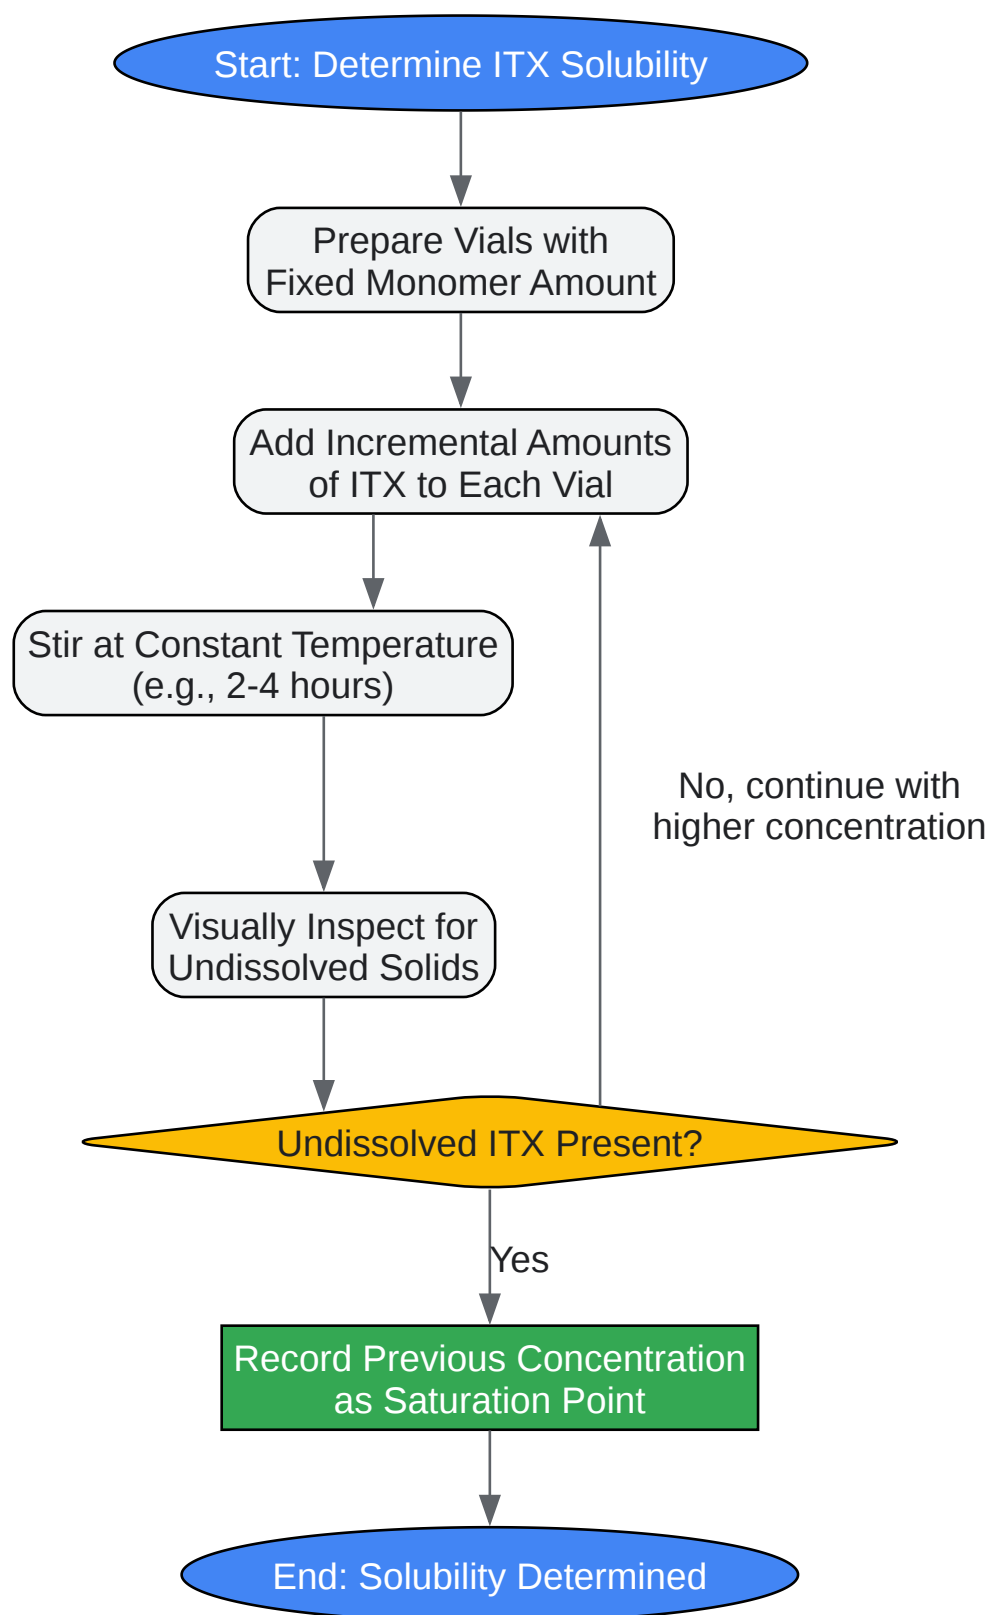 Start: Determine ITX Solubility
Prepare Vials with
Fixed Monomer Amount
Add Incremental Amounts
of ITX to Each Vial
Stir at Constant Temperature
(e.g., 2-4 hours)
No, continue with
higher concentration
Visually Inspect for
Undissolved Solids
Undissolved ITX Present?
Yes
Record Previous Concentration
as Saturation Point
End: Solubility Determined